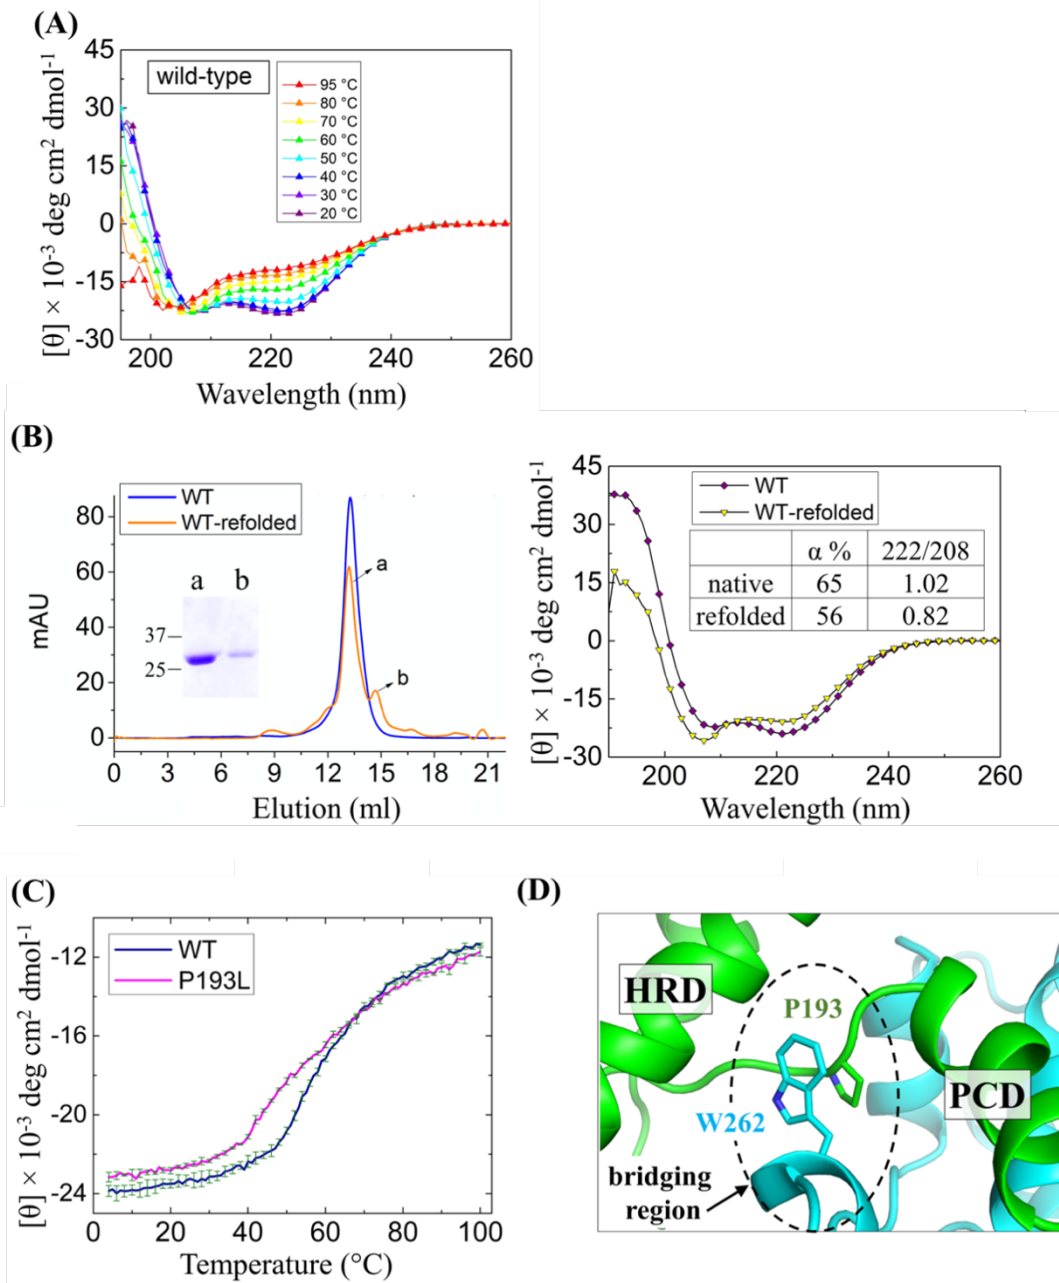 (A)
wild-type
95 °C
80 °C
70 °C
60 °C
50 °C
40 °C
30 °C
20 °C
45
30
15
0
-15
-30
[θ] × 10⁻³ deg cm² dmol⁻¹
200 220 240 260
Wavelength (nm)
(B)
WT
WT-refolded
80
60
40
20
0
mAU
a b
37
25
a
b
0 3 6 9 12 15 18 21
Elution (ml)
WT
WT-refolded
α % 222/208
native 65 1.02
refolded 56 0.82
45
30
15
0
-15
-30
[θ] × 10⁻³ deg cm² dmol⁻¹
200 220 240 260
Wavelength (nm)
(C)
WT
P193L
-12
-16
-20
-24
[θ] × 10⁻³ deg cm² dmol⁻¹
0 20 40 60 80 100
Temperature (°C)
(D)
HRD
P193
PCD
W262
bridging
region